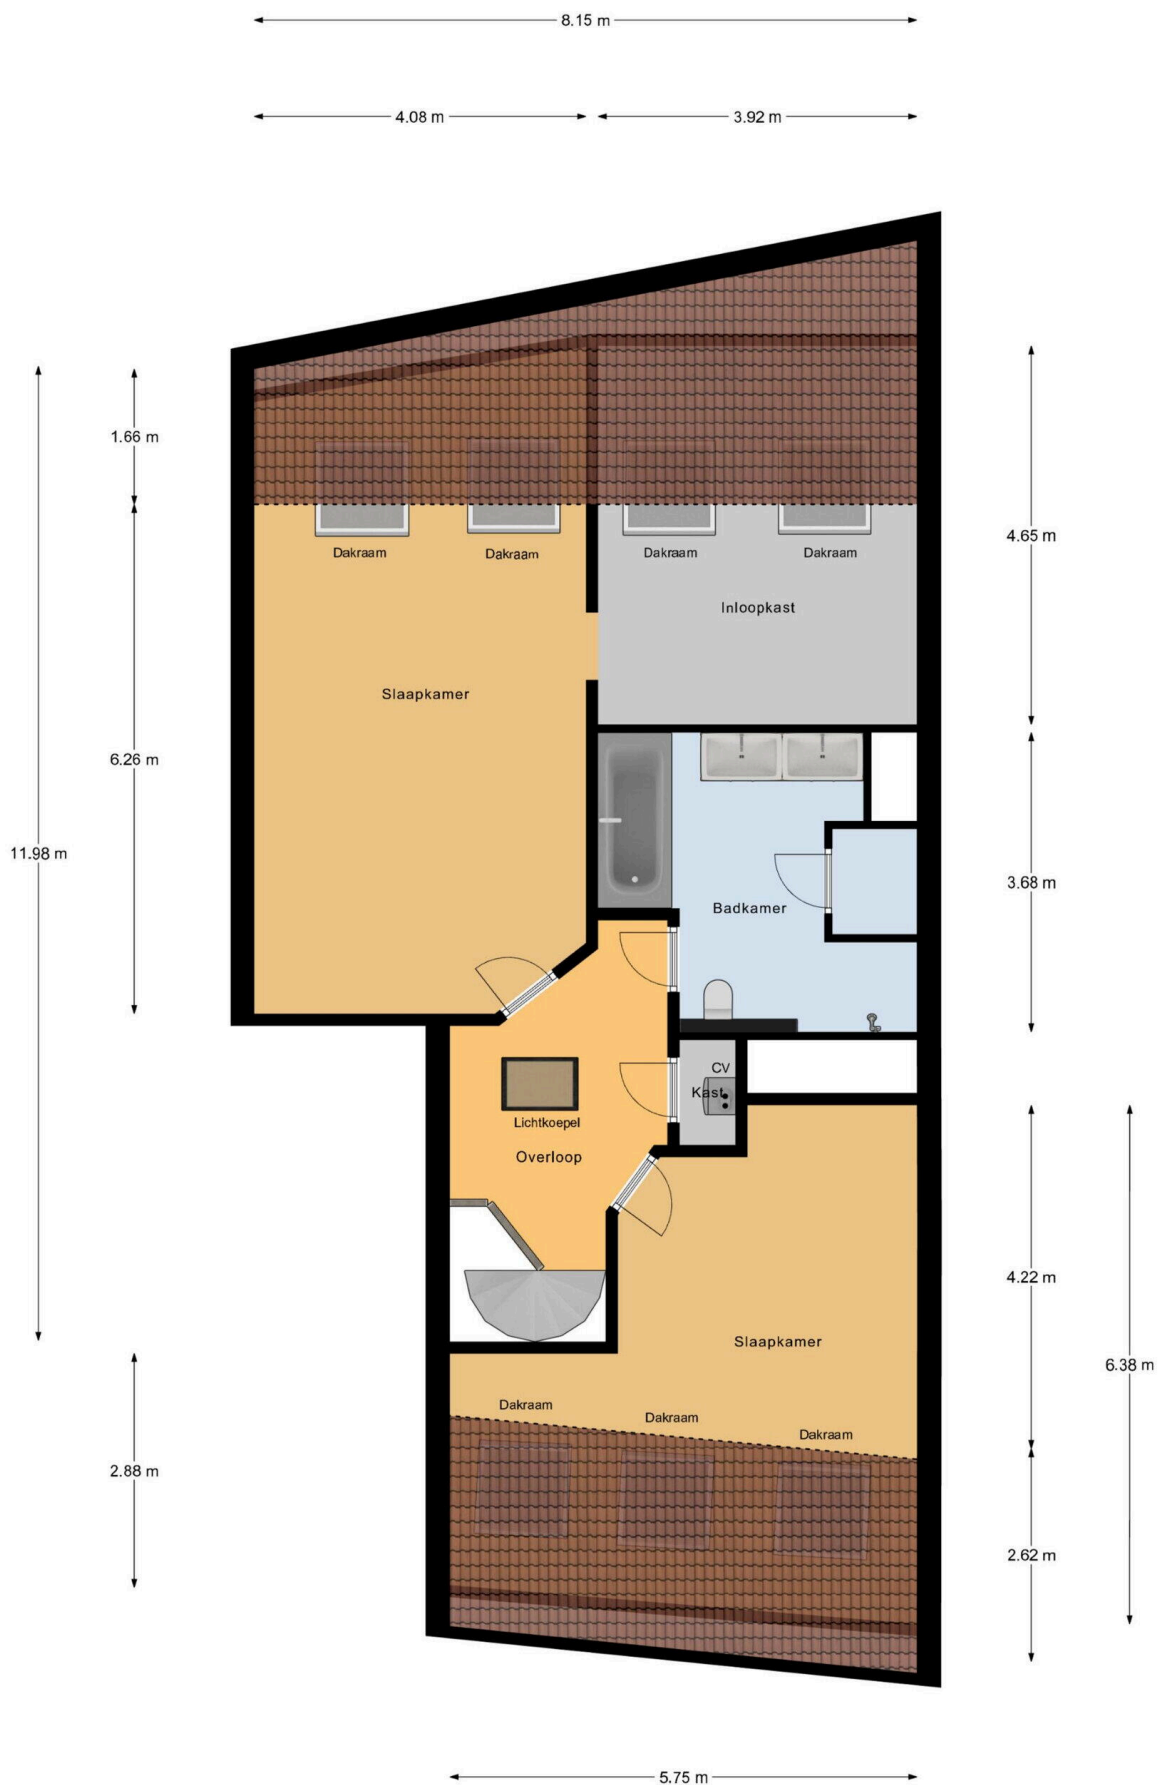 8.15 m
4.08 m
3.92 m
1.66 m
4.65 m
Dakraam
Dakraam
Dakraam
Dakraam
Inloopkast
Slaapkamer
6.26 m
11.98 m
3.68 m
Badkamer
CV
Kast
Lichtkoepel
Overloop
4.22 m
Slaapkamer
6.38 m
Dakraam
Dakraam
Dakraam
2.88 m
2.62 m
5.75 m